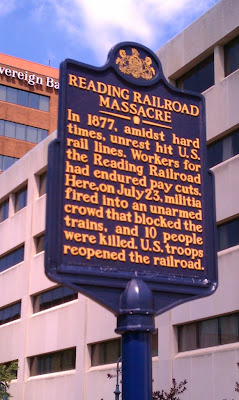 vereign Bank
READING RAILROAD
MASSACRE
In 1877, amidst hard
times, unrest hit U.S.
rail lines. Workers for
the Reading Railroad
had endured pay cuts.
Here, on July 23, militia
fired into an unarmed
crowd that blocked the
trains, and 10 people
were killed. U.S. troops
reopened the railroad.